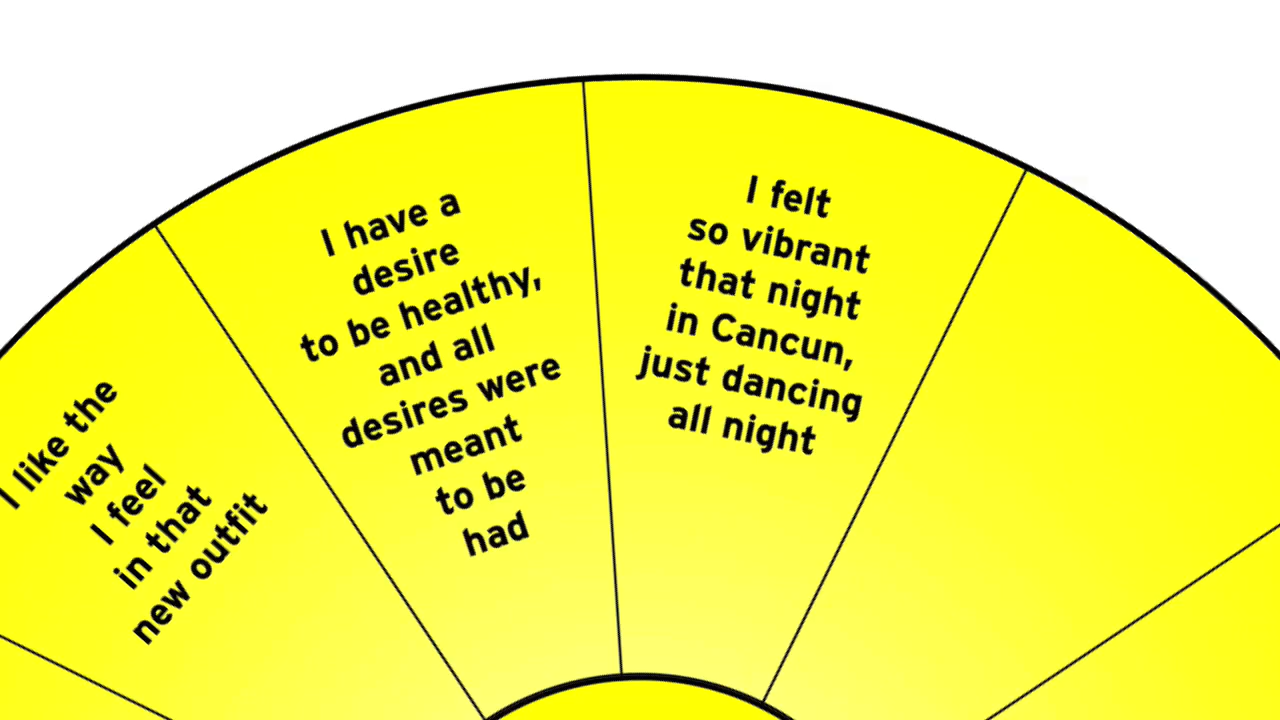 I like the
way
I feel
in that
new outfit
I have a
desire
to be healthy,
and all
desires were
meant
to be
had
I felt
so vibrant
that night
in Cancun,
just dancing
all night